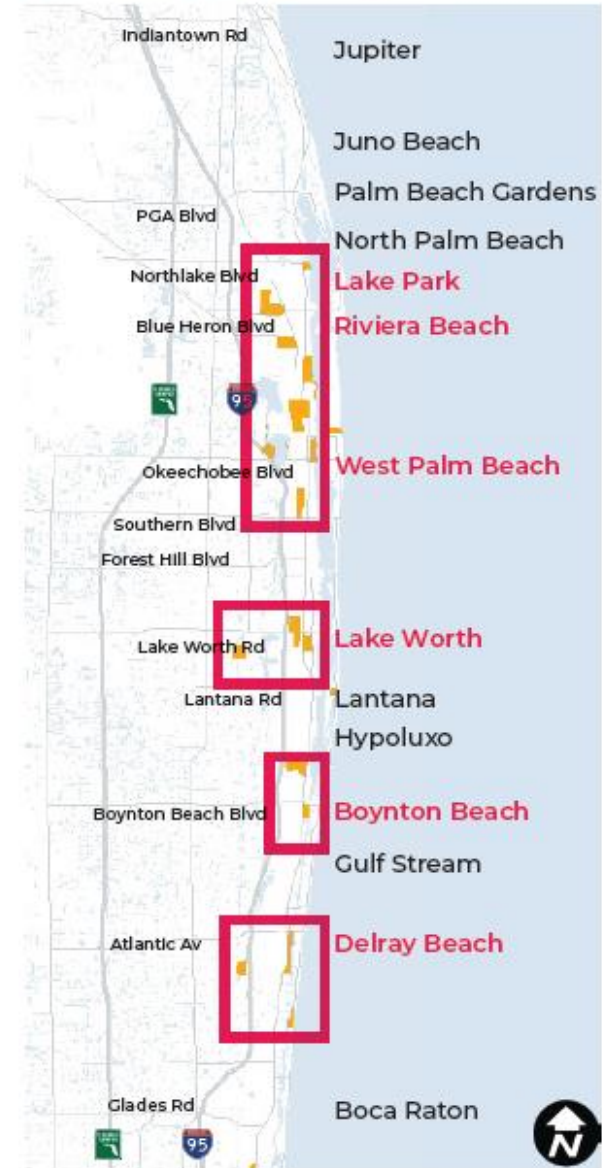 Indiantown Rd
Jupiter
Juno Beach
Palm Beach Gardens
PGA Blvd
North Palm Beach
Northlake Blvd
Lake Park
Blue Heron Blvd
Riviera Beach
95
Okeechobee Blvd
West Palm Beach
Southern Blvd
Forest Hill Blvd
Lake Worth Rd
Lake Worth
Lantana Rd
Lantana
Hypoluxo
Boynton Beach Blvd
Boynton Beach
Gulf Stream
Atlantic Av
Delray Beach
Glades Rd
Boca Raton
95
N